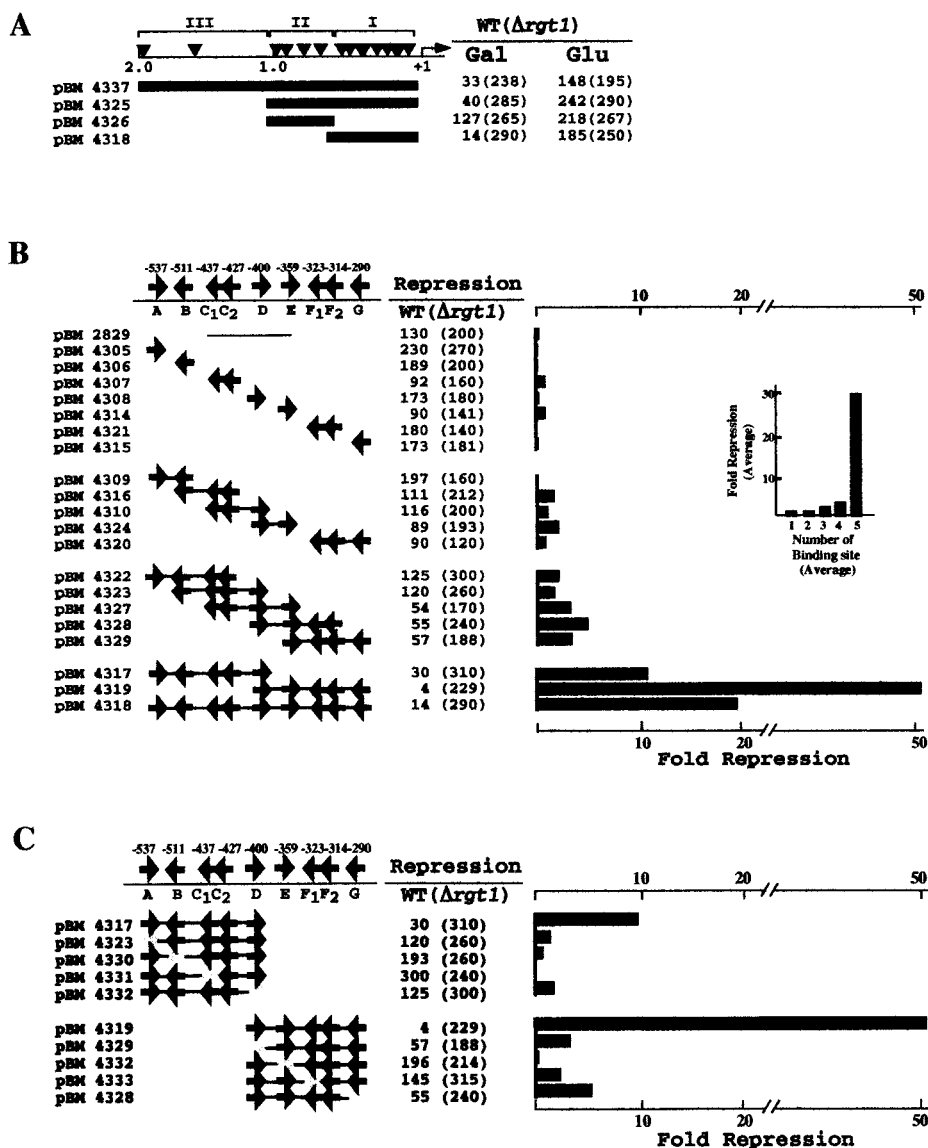 A
III II I
2.0 1.0 +1
WT(Δrgt1)
Gal Glu
pBM 4337 33(238) 148(195)
pBM 4325 40(285) 242(290)
pBM 4326 127(265) 218(267)
pBM 4318 14(290) 185(250)
B
-537 -511 -437 -427 -400 -359 -323 -314 -290
A B C1 C2 D E F1 F2 G
Repression
WT(Δrgt1)
10 20 50
pBM 2829 130 (200)
pBM 4305 230 (270)
pBM 4306 189 (200)
pBM 4307 92 (160)
pBM 4308 173 (180)
pBM 4314 90 (141)
pBM 4321 180 (140)
pBM 4315 173 (181)
pBM 4309 197 (160)
pBM 4316 111 (212)
pBM 4310 116 (200)
pBM 4324 89 (193)
pBM 4320 90 (120)
pBM 4322 125 (300)
pBM 4323 120 (260)
pBM 4327 54 (170)
pBM 4328 55 (240)
pBM 4329 57 (188)
pBM 4317 30 (310)
pBM 4319 4 (229)
pBM 4318 14 (290)
Fold Repression
(Average)
30
20
10
1 2 3 4 5
Number of
Binding site
(Average)
10 20 50
Fold Repression
C
-537 -511 -437 -427 -400 -359 -323 -314 -290
A B C1 C2 D E F1 F2 G
Repression
WT(Δrgt1)
10 20 50
pBM 4317 30 (310)
pBM 4323 120 (260)
pBM 4330 193 (260)
pBM 4331 300 (240)
pBM 4332 125 (300)
pBM 4319 4 (229)
pBM 4329 57 (188)
pBM 4332 196 (214)
pBM 4333 145 (315)
pBM 4328 55 (240)
10 20 50
Fold Repression